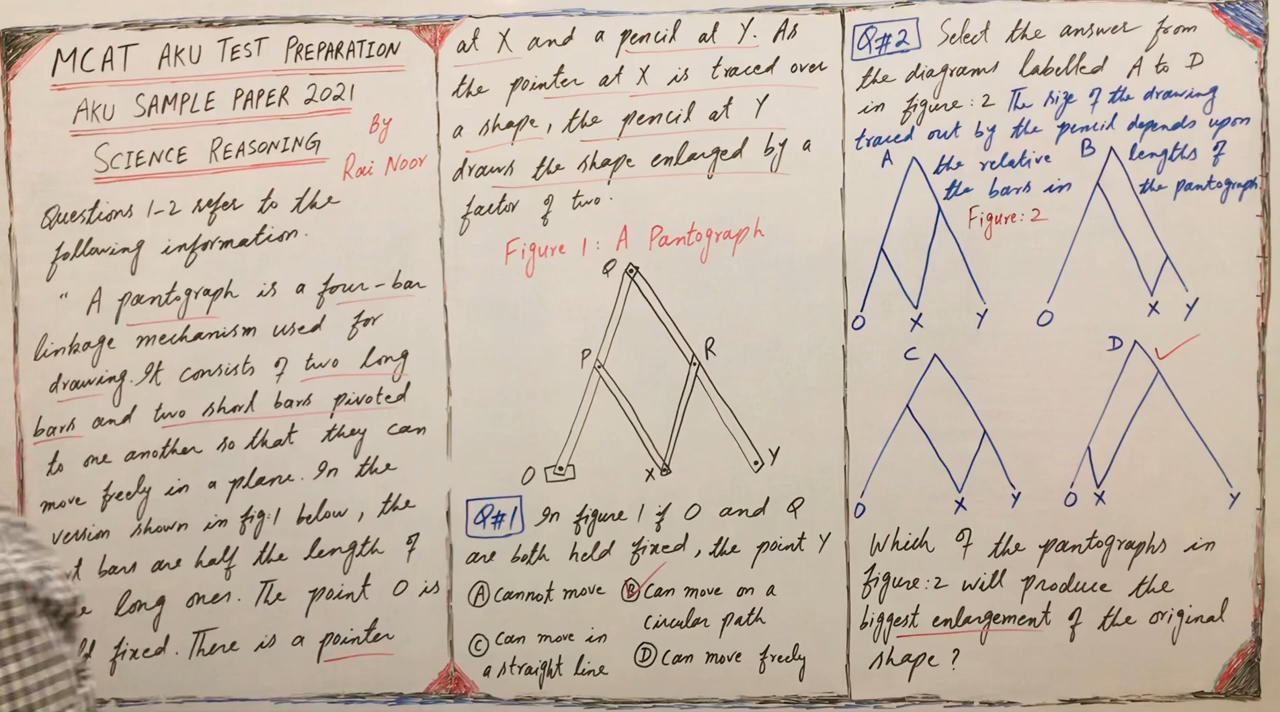 MCAT AKU TEST PREPARATION
AKU SAMPLE PAPER 2021
SCIENCE REASONING
By
Rai Noor
Questions 1-2 refer to the
following information.
" A pantograph is a four-bar
linkage mechanism used for
drawing. It consists of two long
bars and two short bars pivoted
to one another so that they can
move freely in a plane. In the
version shown in fig:1 below, the
bars are half the length of
long ones. The point O is
fixed. There is a pointer
at X and a pencil at Y. As
the pointer at X is traced over
a shape, the pencil at Y
draws the shape enlarged by a
factor of two.
Figure 1: A Pantograph
Q
P
R
O
X
Y
Q#1 In figure 1 if O and Q
are both held fixed, the point Y
A cannot move B Can move on a
circular path
C Can move in
a straight line
D Can move freely
Q#2 Select the answer from
the diagrams labelled A to D
in figure: 2 The size of the drawing
traced out by the pencil depends upon
the relative lengths of
the bars in the pantograph
Figure: 2
A
B
O
X
Y
O
X
Y
C
D
O
X
Y
O
X
Y
Which of the pantographs in
figure: 2 will produce the
biggest enlargement of the original
shape?